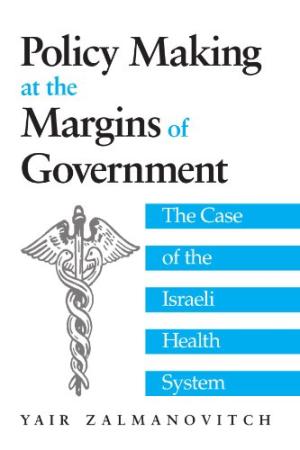 Policy Making
at the
Margins of
Government
The Case
of the
Israeli
Health
System
YAIR ZALMANOVITCH